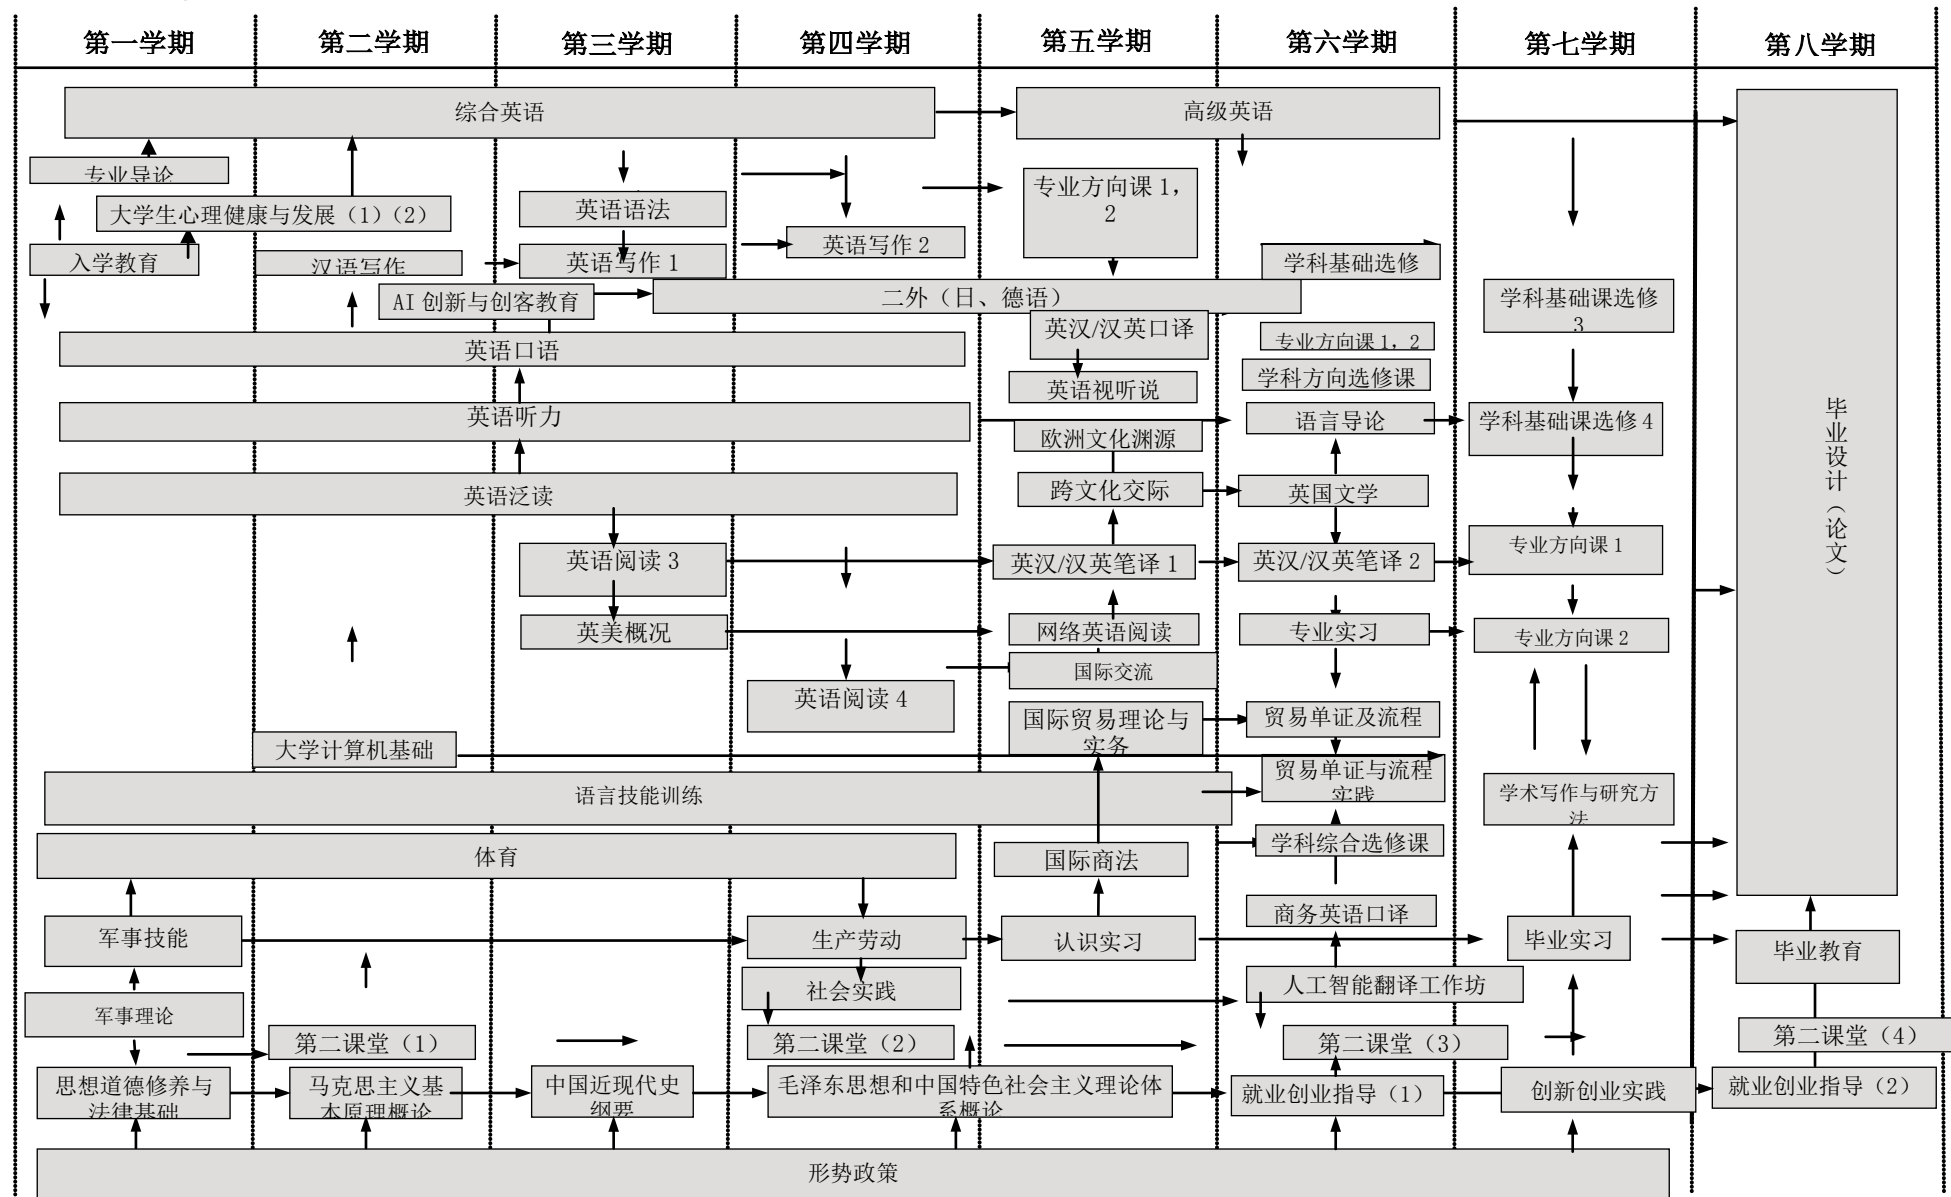 第一学期
第二学期
第三学期
第四学期
第五学期
第六学期
第七学期
第八学期
综合英语
高级英语
专业导论
大学生心理健康与发展（1）（2）
入学教育
汉语写作
英语语法
英语写作 1
英语写作 2
专业方向课 1，
2
学科基础选修
AI 创新与创客教育
二外（日、德语）
学科基础课选修
3
英语口语
英汉/汉英口译
专业方向课 1，2
英语视听说
学科方向选修课
英语听力
欧洲文化渊源
语言导论
学科基础课选修 4
英语泛读
跨文化交际
英国文学
英语阅读 3
英汉/汉英笔译 1
英汉/汉英笔译 2
专业方向课 1
英美概况
网络英语阅读
专业实习
专业方向课 2
国际交流
英语阅读 4
国际贸易理论与
实务
贸易单证及流程
大学计算机基础
贸易单证与流程
实践
语言技能训练
学术写作与研究方
法
体育
国际商法
学科综合选修课
军事技能
生产劳动
认识实习
商务英语口译
毕业实习
毕业教育
社会实践
人工智能翻译工作坊
军事理论
第二课堂（1）
第二课堂（2）
第二课堂（3）
第二课堂（4）
思想道德修养与
法律基础
马克思主义基
本原理概论
中国近现代史
纲要
毛泽东思想和中国特色社会主义理论体
系概论
就业创业指导（1）
创新创业实践
就业创业指导（2）
形势政策
毕业设计（论文）